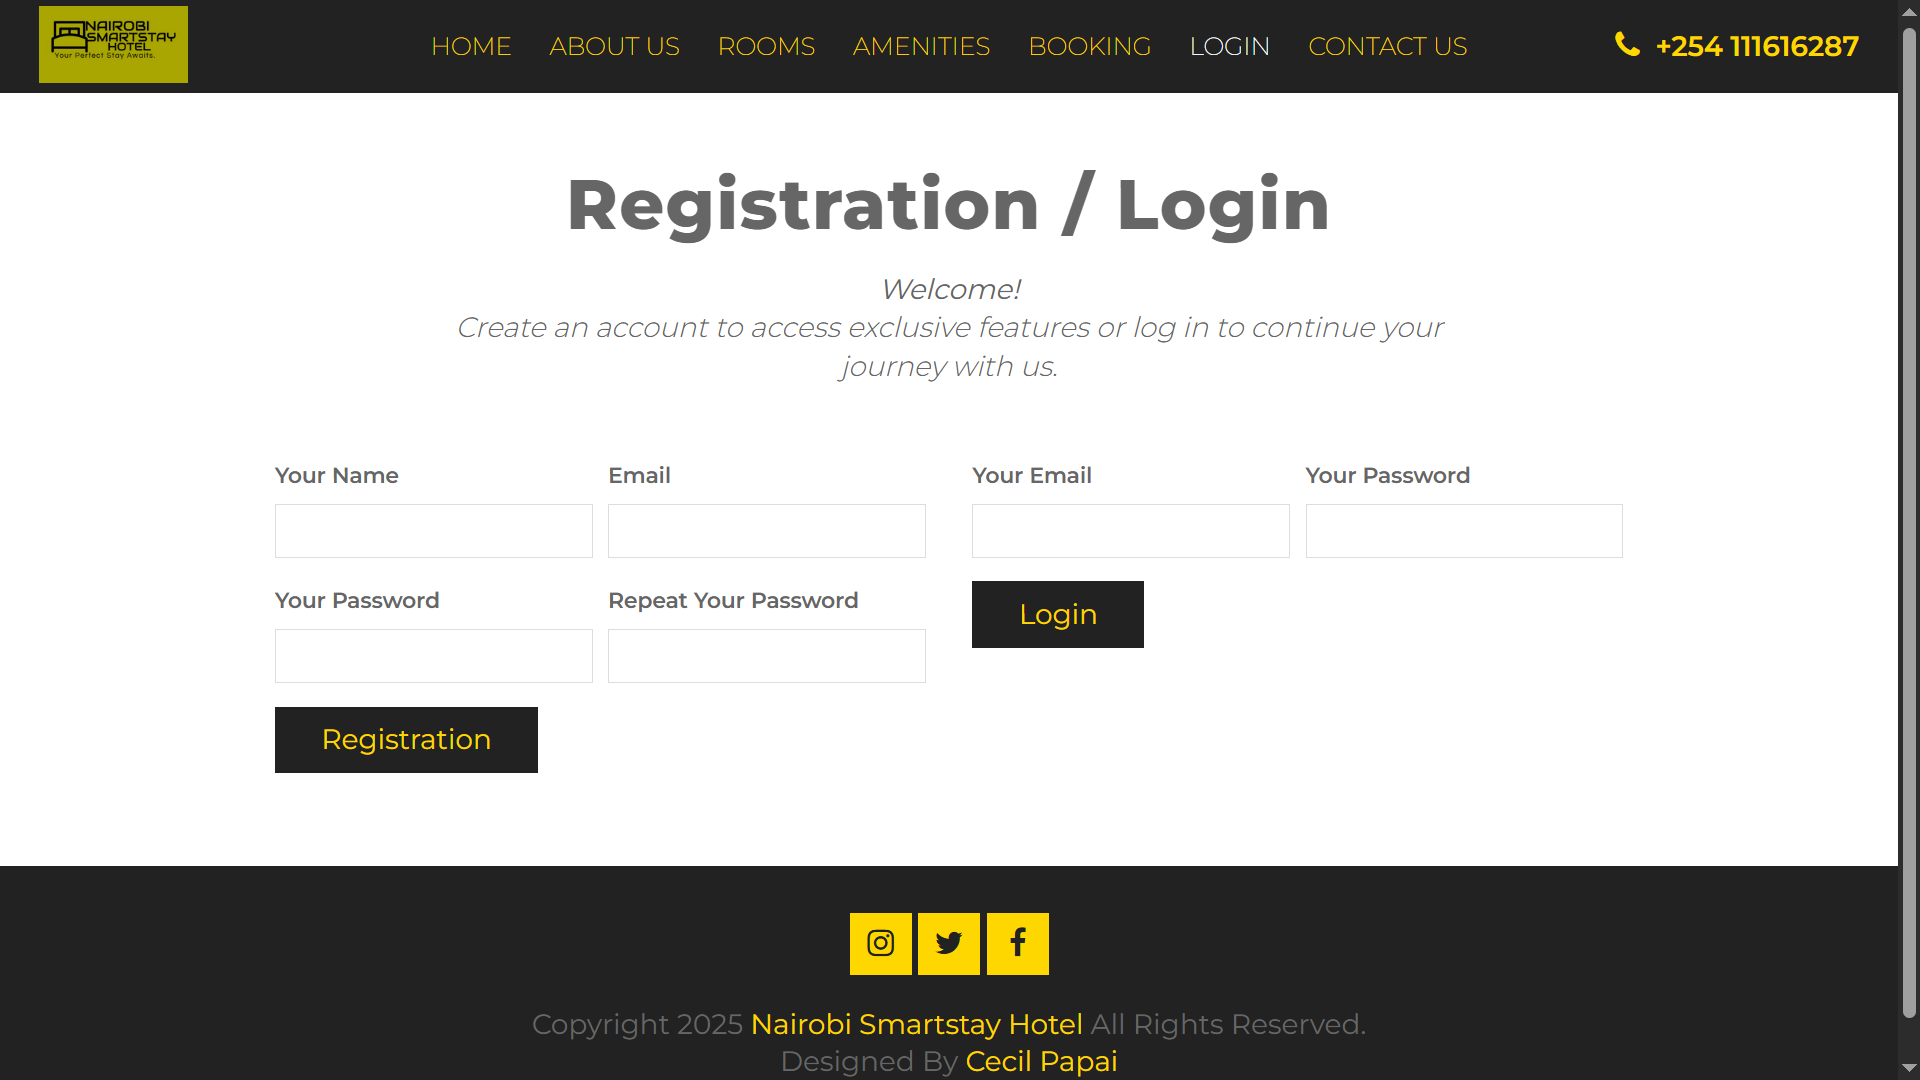 NAIROBI
SMARTSTAY
HOTEL
Your Perfect Stay Awaits.
HOME ABOUT US ROOMS AMENITIES BOOKING LOGIN CONTACT US
+254 111616287
Registration / Login
Welcome!
Create an account to access exclusive features or log in to continue your
journey with us.
Your Name Email
Your Password Repeat Your Password
Registration
Your Email Your Password
Login
Copyright 2025 Nairobi Smartstay Hotel All Rights Reserved.
Designed By Cecil Papai